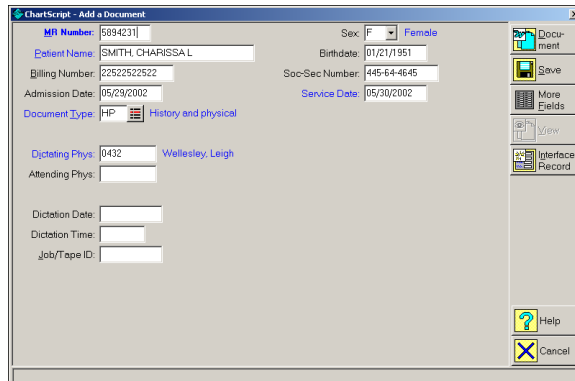 ChartScript - Add a Document
MR Number: 5894231 Sex: F Female
Patient Name: SMITH, CHARISSA L Birthdate: 01/21/1951
Billing Number: 22522522522 Soc-Sec Number: 445-64-4645
Admission Date: 05/29/2002 Service Date: 05/30/2002
Document Type: HP History and physical
Dictating Phys: 0432 Wellesley, Leigh
Attending Phys:
Dictation Date:
Dictation Time:
Job/Tape ID:
Docu-
ment
Save
More
Fields
View
Interface
Record
Help
Cancel